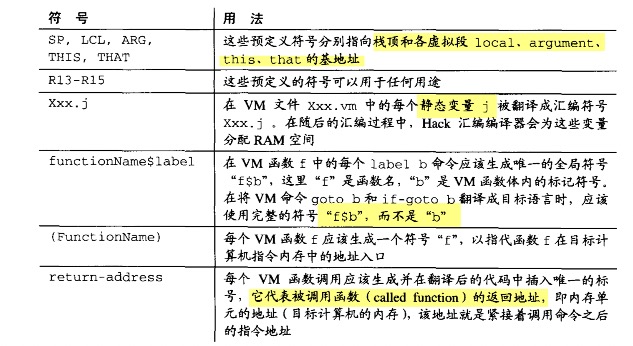 符 号 用 法
SP, LCL, ARG, 这些预定义符号分别指向栈顶和各虚拟段 local、argument、
THIS, THAT this、that 的基地址
R13-R15 这些预定义的符号可以用于任何用途
Xxx.j 在 VM 文件 Xxx.vm 中的每个静态变量 j 被翻译成汇编符号
Xxx.j 。在随后的汇编过程中，Hack 汇编编译器会为这些变量
分配 RAM 空间
functionName$label 在 VM 函数 f 中的每个 label b 命令应该生成唯一的全局符号
“f$b”，这里“f”是函数名，“b”是 VM 函数体内的标记符号。
在将 VM 命令 goto b 和 if-goto b 翻译成目标语言时，应该
使用完整的符号“f$b”，而不是“b”
(FunctionName) 每个 VM 函数 f 应该生成一个符号“f”，以指代函数 f 在目标计
算机指令内存中的地址入口
return-address 每个 VM 函数调用应该生成并在翻译后的代码中插入唯一的标
号，它代表被调用函数（called function）的返回地址，即内存单
元的地址（目标计算机的内存），该地址就是紧接着调用命令之后
的指令地址